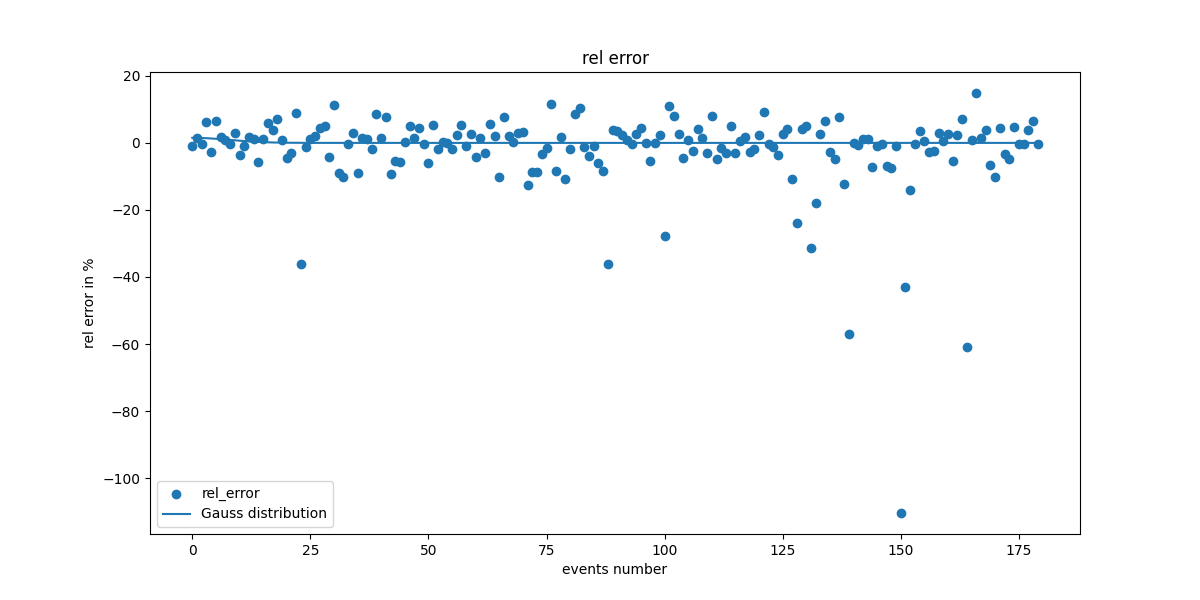 rel error
20
0
−20
−40
−60
−80
−100
rel error in %
rel_error
Gauss distribution
0 25 50 75 100 125 150 175
events number